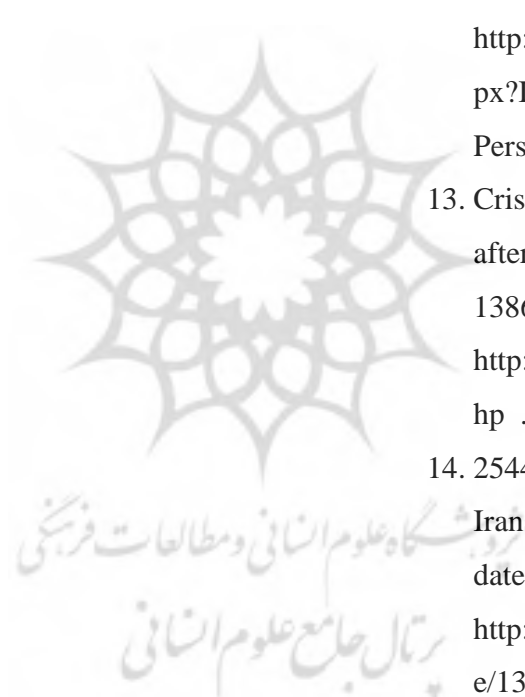 http:
px?I
Pers
13. Cris
after
1386
http:
hp .
14. 2544
Iran
پژوهشگاه علوم انسانی و مطالعات فرهنگی
date
http:
پرتال جامع علوم انسانی
e/13